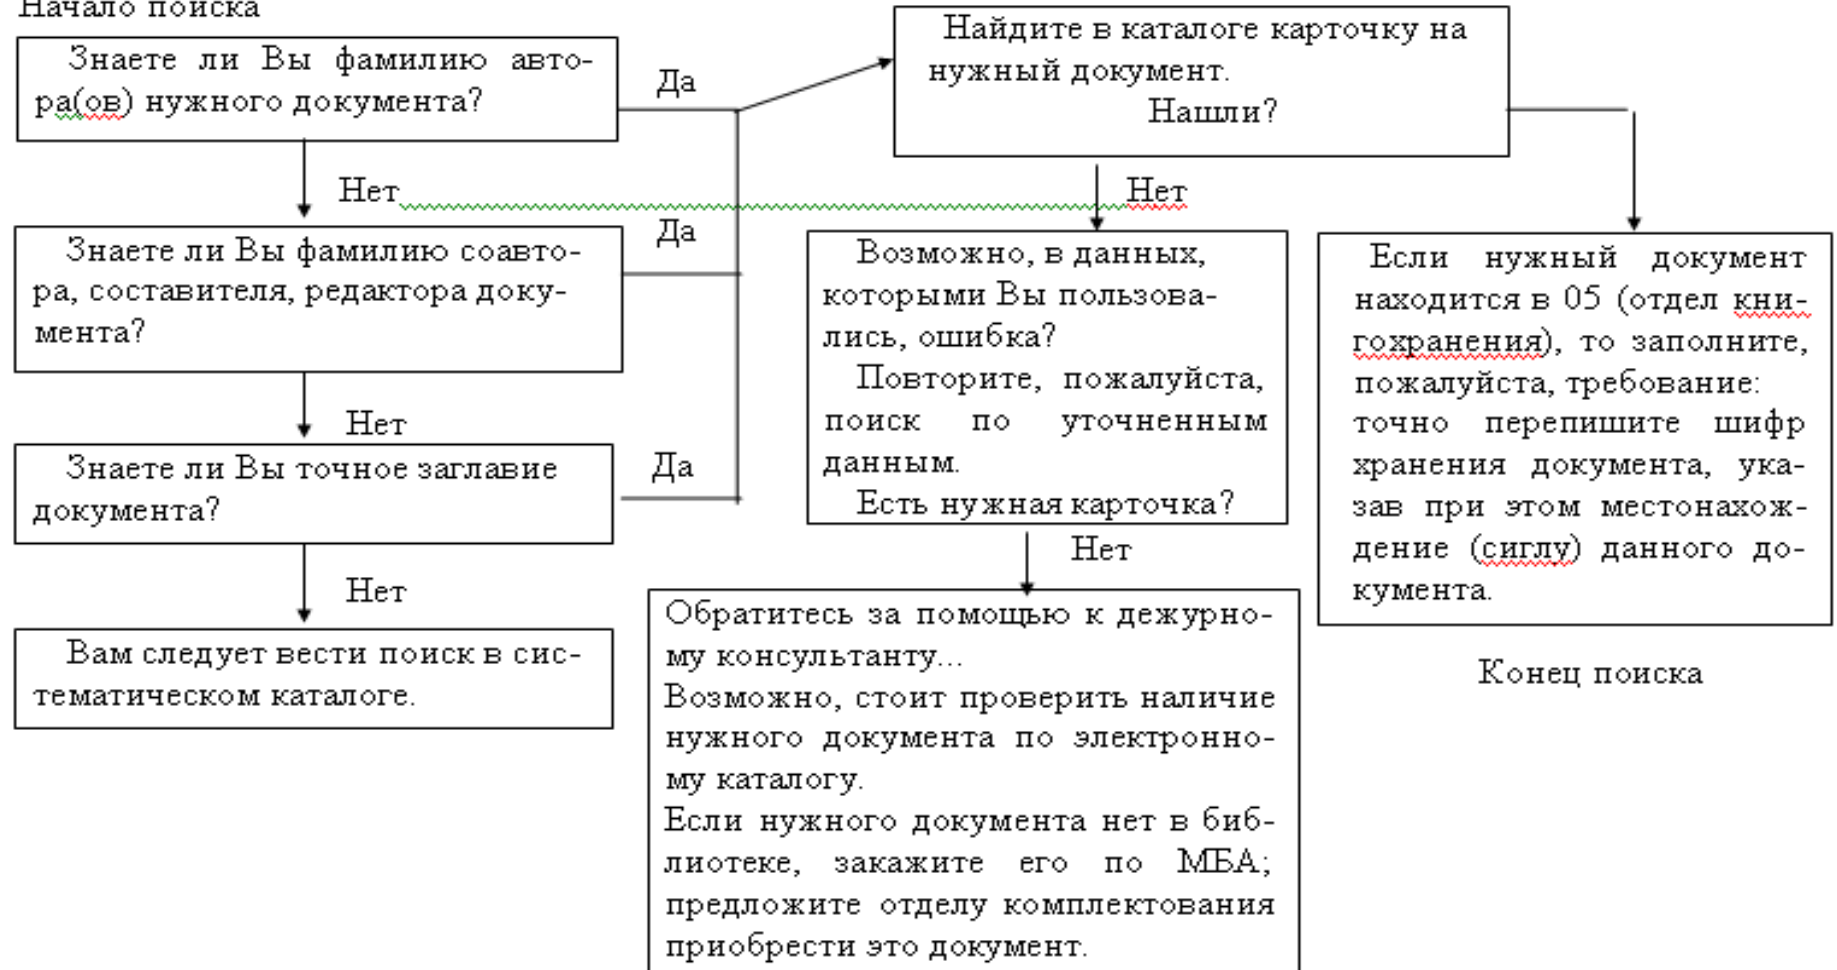 Начало поиска
Знаете ли Вы фамилию авто-
ра(ов) нужного документа?
Да
Нет
Знаете ли Вы фамилию соавто-
ра, составителя, редактора доку-
мента?
Да
Нет
Знаете ли Вы точное заглавие
документа?
Да
Нет
Вам следует вести поиск в сис-
тематическом каталоге.
Найдите в каталоге карточку на
нужный документ.
Нашли?
Нет
Возможно, в данных,
которыми Вы пользова-
лись, ошибка?
Повторите, пожалуйста,
поиск по уточненным
данным.
Есть нужная карточка?
Нет
Обратитесь за помощью к дежурно-
му консультанту...
Возможно, стоит проверить наличие
нужного документа по электронно-
му каталогу.
Если нужного документа нет в биб-
лиотеке, закажите его по МБА;
предложите отделу комплектования
приобрести это документ.
Если нужный документ
находится в 05 (отдел кни-
гохранения), то заполните,
пожалуйста, требование:
точно перепишите шифр
хранения документа, ука-
зав при этом местонахож-
дение (сиглу) данного до-
кумента.
Конец поиска